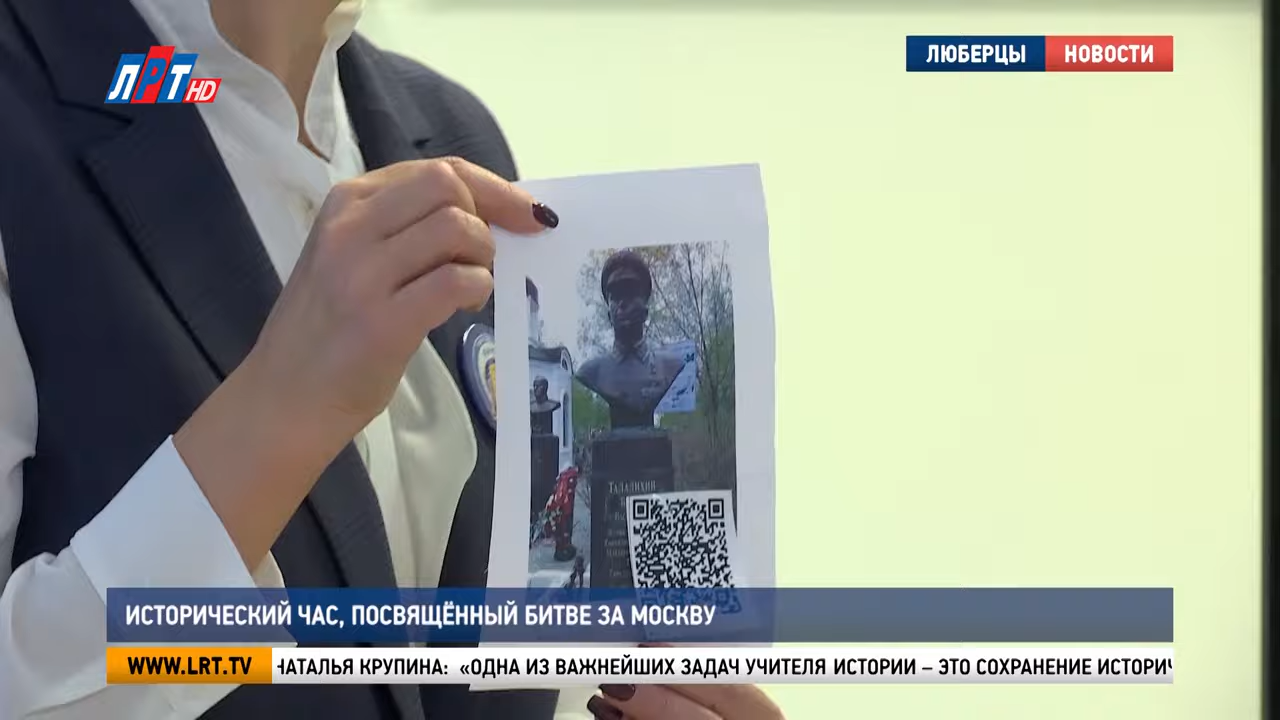 ЛРТ HD
ЛЮБЕРЦЫ НОВОСТИ
ТАЛАЛИХИН
ИСТОРИЧЕСКИЙ ЧАС, ПОСВЯЩЁННЫЙ БИТВЕ ЗА МОСКВУ
WWW.LRT.TV НАТАЛЬЯ КРУПИНА: «ОДНА ИЗ ВАЖНЕЙШИХ ЗАДАЧ УЧИТЕЛЯ ИСТОРИИ – ЭТО СОХРАНЕНИЕ ИСТОРИЧ